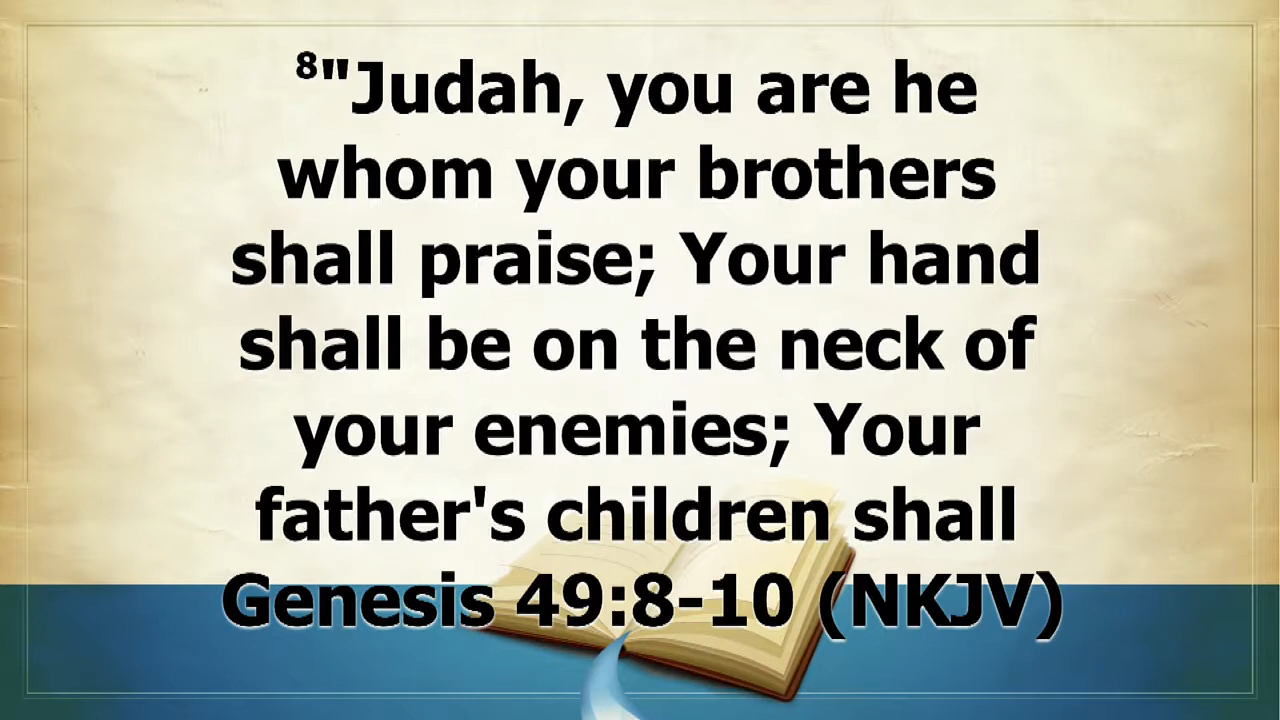 ⁸"Judah, you are he
whom your brothers
shall praise; Your hand
shall be on the neck of
your enemies; Your
father's children shall
Genesis 49:8-10 (NKJV)